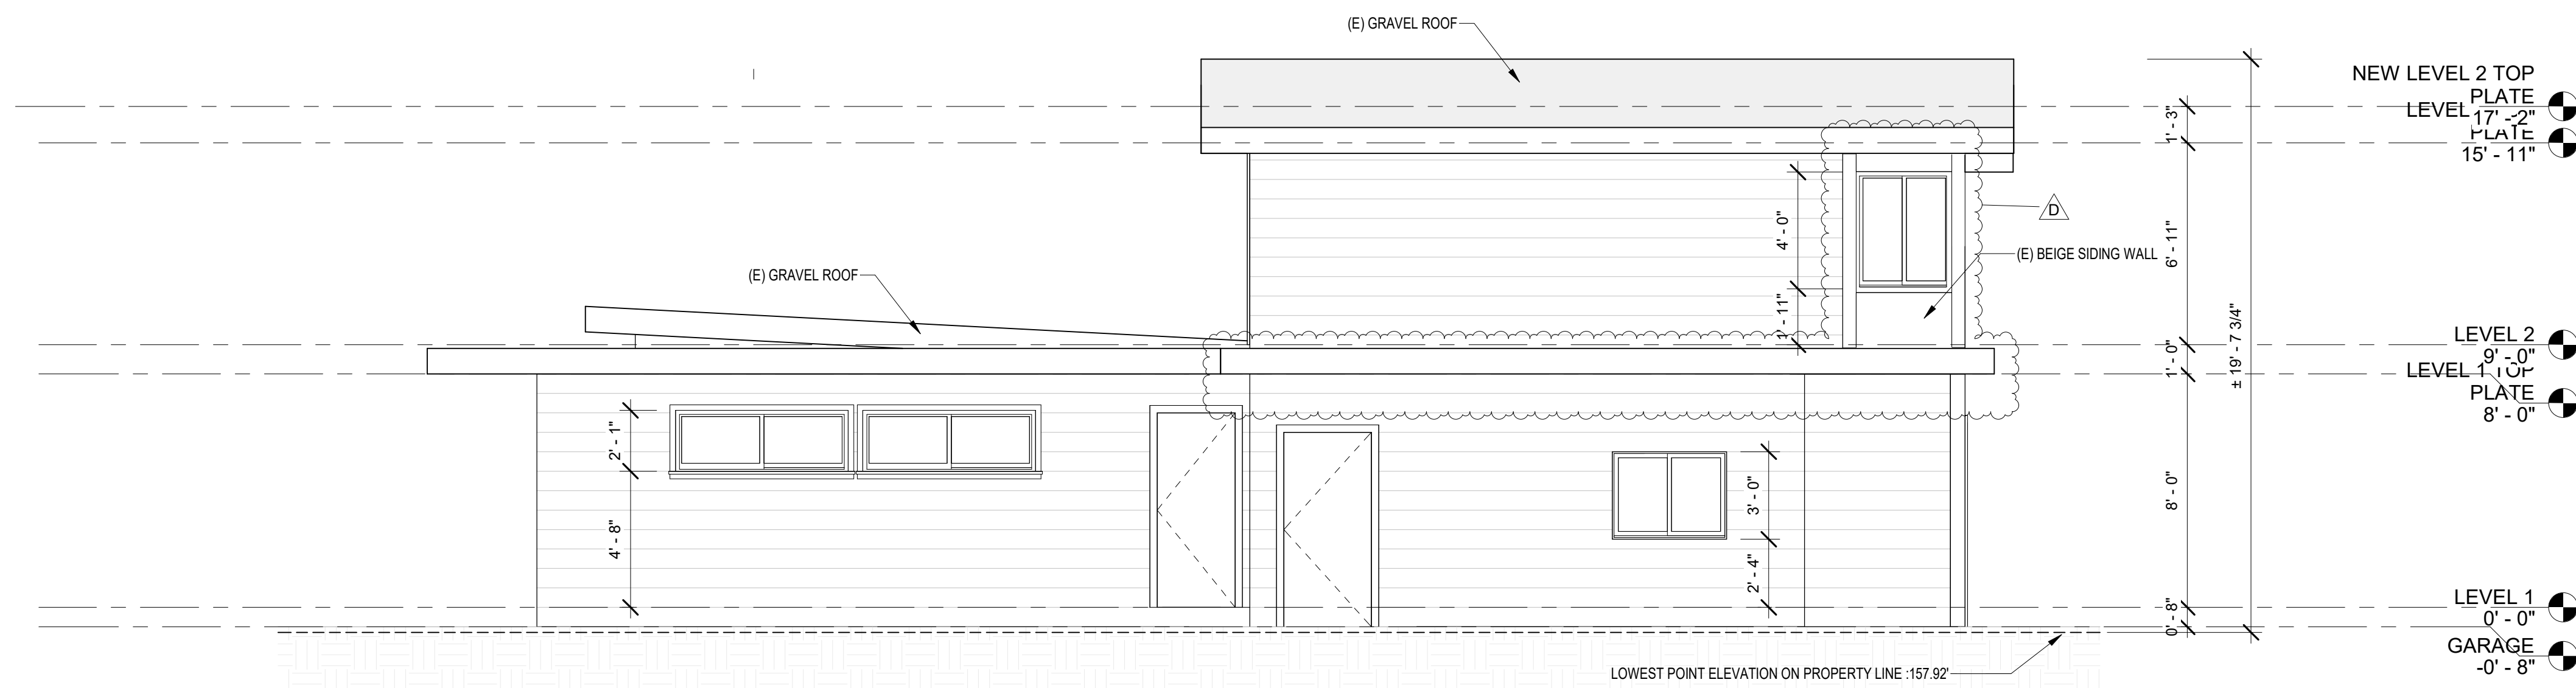 (E) GRAVEL ROOF
NEW LEVEL 2 TOP
PLATE
17' - 2"
LEVEL
PLATE
15' - 11"
1' - 3"
D
4' - 0"
(E) BEIGE SIDING WALL
6' - 11"
(E) GRAVEL ROOF
1' - 11"
± 19' - 7 3/4"
LEVEL 2
9' - 0"
1' - 0"
LEVEL 1 TOP
PLATE
8' - 0"
2' - 1"
4' - 8"
3' - 0"
2' - 4"
8' - 0"
LEVEL 1
0' - 0"
0' - 8"
GARAGE
-0' - 8"
LOWEST POINT ELEVATION ON PROPERTY LINE :157.92'